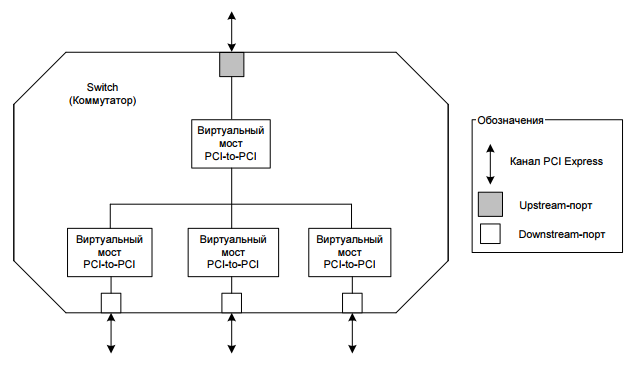 Switch
(Коммутатор)
Виртуальный
мост
PCI-to-PCI
Виртуальный
мост
PCI-to-PCI
Виртуальный
мост
PCI-to-PCI
Виртуальный
мост
PCI-to-PCI
Обозначения
Канал PCI Express
Upstream-порт
Downstream-порт